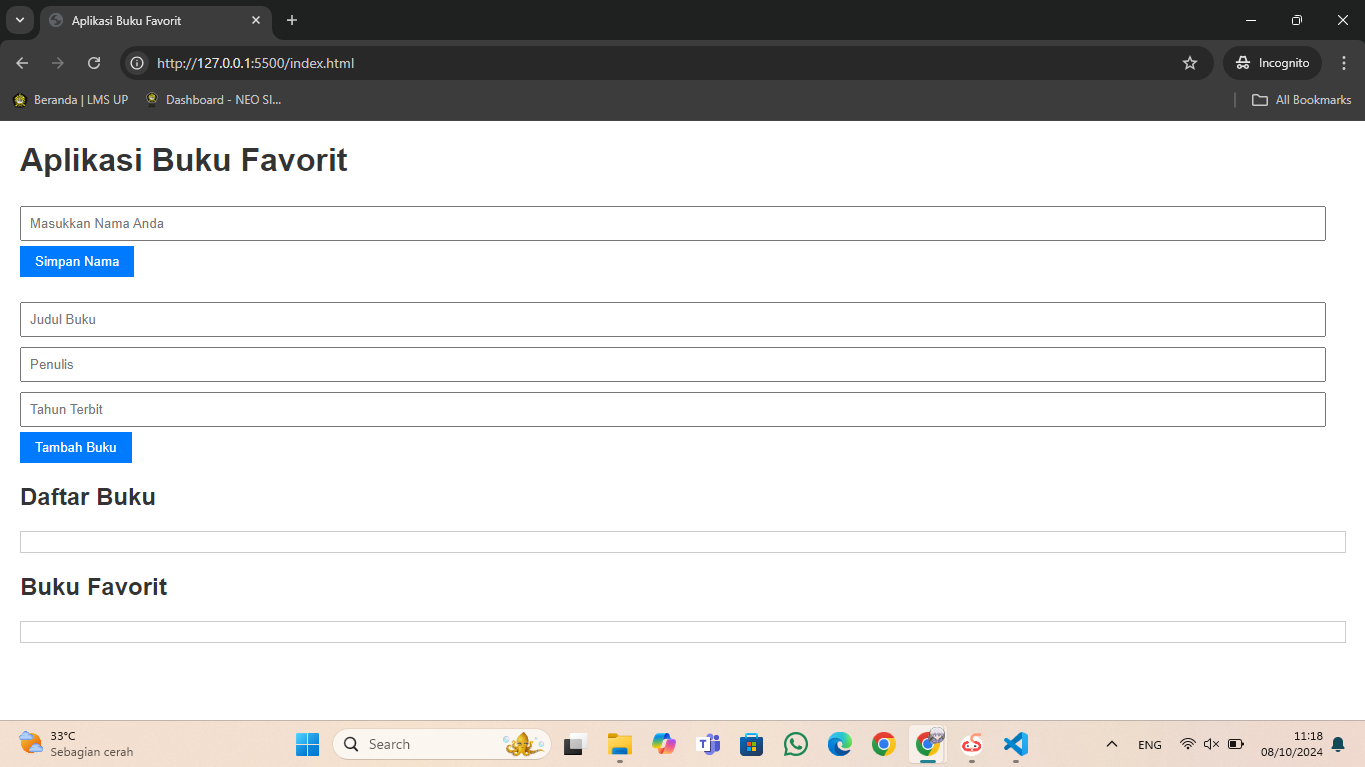 Aplikasi Buku Favorit
http://127.0.0.1:5500/index.html
Incognito
Beranda | LMS UP
Dashboard - NEO SI...
All Bookmarks
Aplikasi Buku Favorit
Masukkan Nama Anda
Simpan Nama
Judul Buku
Penulis
Tahun Terbit
Tambah Buku
Daftar Buku
Buku Favorit
33°C
Sebagian cerah
Search
ENG
11:18
08/10/2024